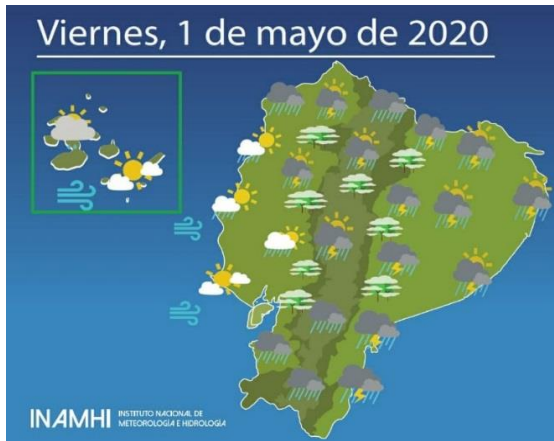 Viernes, 1 de mayo de 2020
INAMHI
INSTITUTO NACIONAL DE
METEOROLOGÍA E HIDROLOGÍA